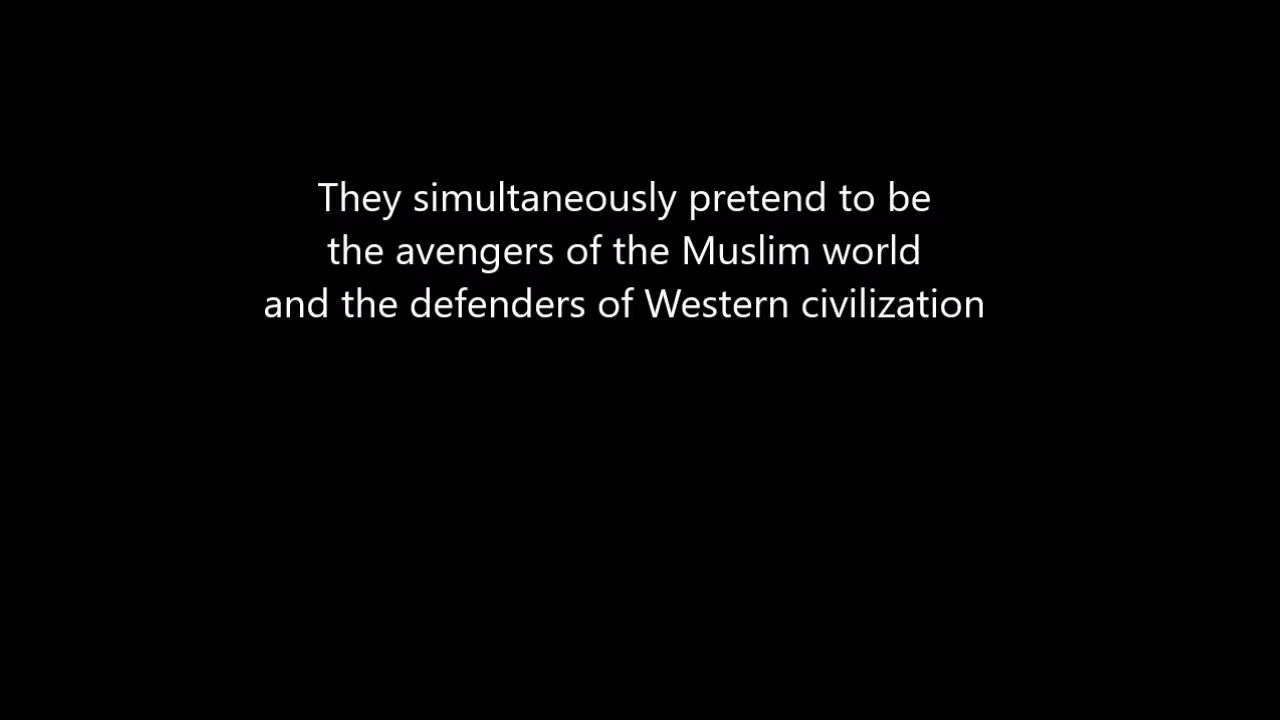 They simultaneously pretend to be
the avengers of the Muslim world
and the defenders of Western civilization